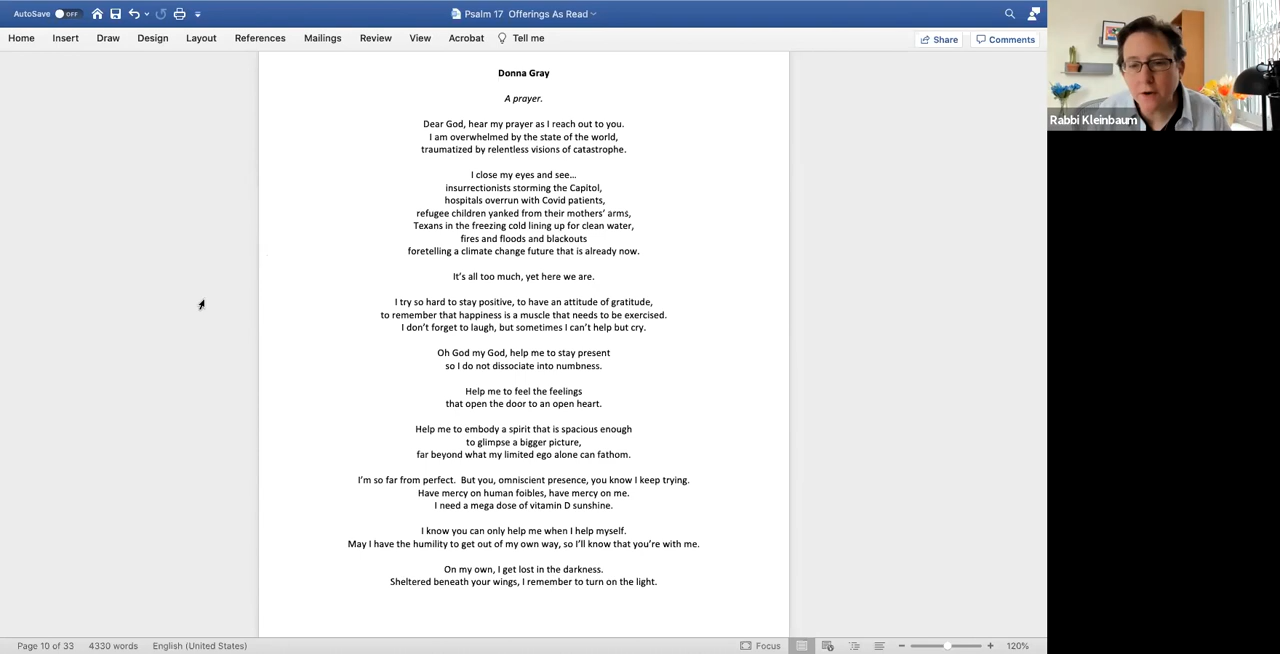 AutoSave OFF
Psalm 17 Offerings As Read
Home Insert Draw Design Layout References Mailings Review View Acrobat Tell me
Share Comments
Rabbi Kleinbaum
Donna Gray
A prayer.
Dear God, hear my prayer as I reach out to you.
I am overwhelmed by the state of the world,
traumatized by relentless visions of catastrophe.
I close my eyes and see…
insurrectionists storming the Capitol,
hospitals overrun with Covid patients,
refugee children yanked from their mothers’ arms,
Texans in the freezing cold lining up for clean water,
fires and floods and blackouts
foretelling a climate change future that is already now.
It’s all too much, yet here we are.
I try so hard to stay positive, to have an attitude of gratitude,
to remember that happiness is a muscle that needs to be exercised.
I don’t forget to laugh, but sometimes I can’t help but cry.
Oh God my God, help me to stay present
so I do not dissociate into numbness.
Help me to feel the feelings
that open the door to an open heart.
Help me to embody a spirit that is spacious enough
to glimpse a bigger picture,
far beyond what my limited ego alone can fathom.
I’m so far from perfect.  But you, omniscient presence, you know I keep trying.
Have mercy on human foibles, have mercy on me.
I need a mega dose of vitamin D sunshine.
I know you can only help me when I help myself.
May I have the humility to get out of my own way, so I’ll know that you’re with me.
On my own, I get lost in the darkness.
Sheltered beneath your wings, I remember to turn on the light.
Page 10 of 33 4330 words English (United States) Focus 120%